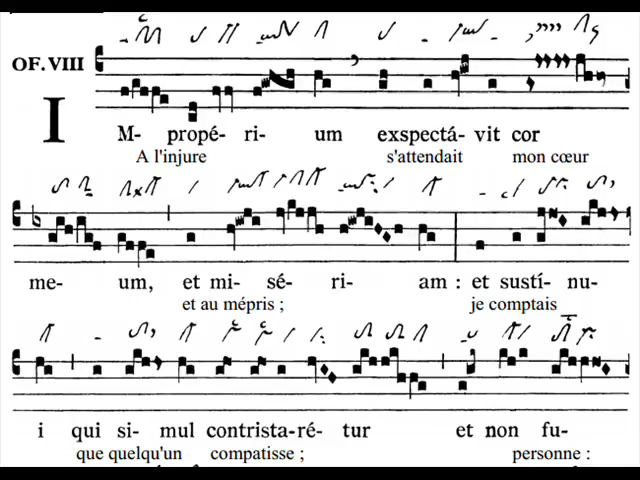 OF. VIII
IM- propé- ri- um exspectá- vit cor
A l'injure s'attendait mon cœur
me- um, et mi- sé- ri- am : et sustí- nu-
et au mépris ; je comptais
i qui si- mul contrista-ré- tur et non fu-
que quelqu'un compatisse ; personne :